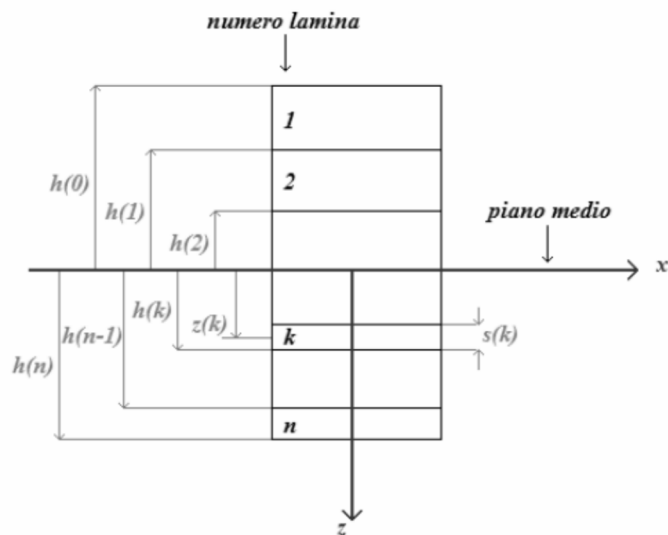 numero lamina
1
h(0)
2
h(1)
piano medio
h(2)
x
h(k)
z(k)
k
s(k)
h(n-1)
h(n)
n
z